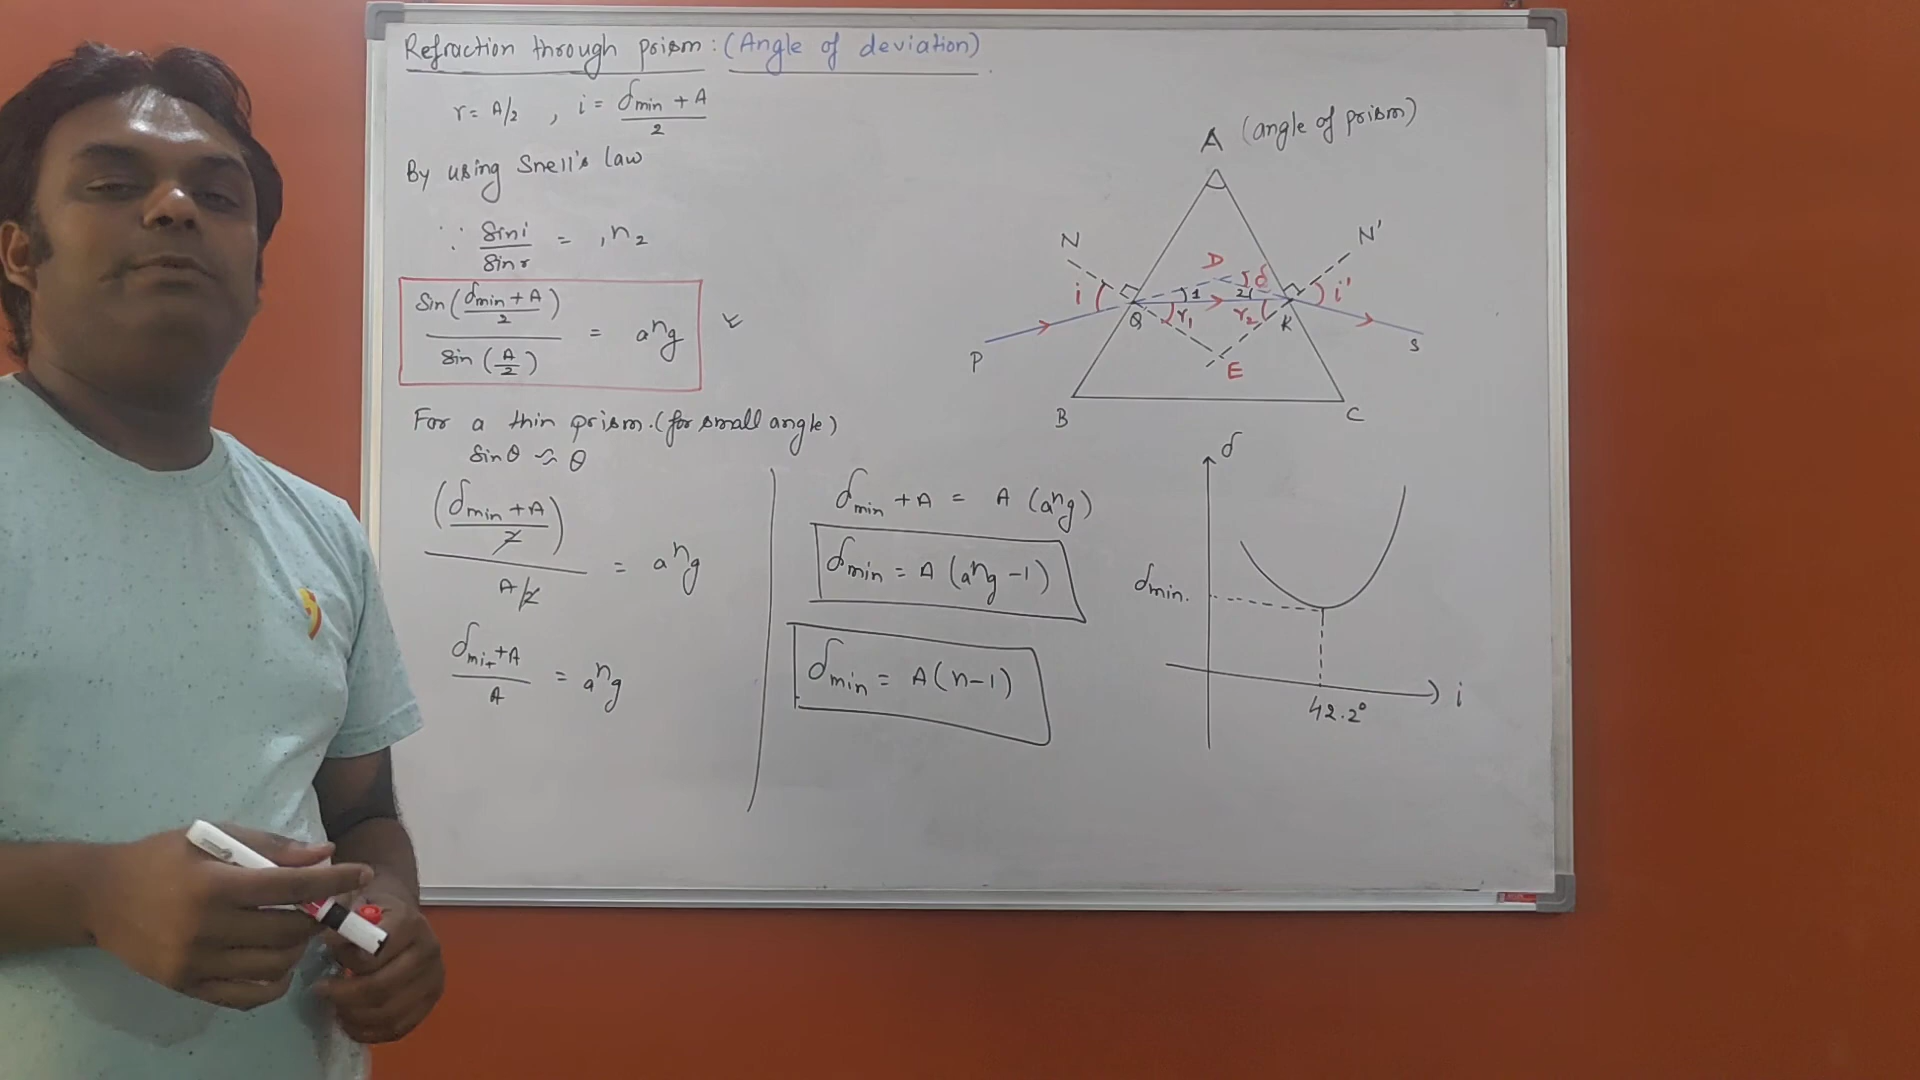 Refraction through prism : (Angle of deviation)
r = A/2 , i = (δmin + A)/2
By using Snell's law
∵ sin i / sin r = ₁n₂
Sin((δmin + A)/2) / Sin(A/2) = ₐn𝗀
For a thin prism. (for small angle)
Sin θ ≈ θ
((δmin + A)/2) / (A/2) = ₐn𝗀
(δmin + A)/A = ₐn𝗀
δmin + A = A (ₐn𝗀)
δmin = A (ₐn𝗀 - 1)
δmin = A (n-1)
A (angle of prism)
N
N'
D
δ
i
1
2
i'
Q
r₁
r₂
K
P
E
S
B
C
δ
δmin.
i
42.2°